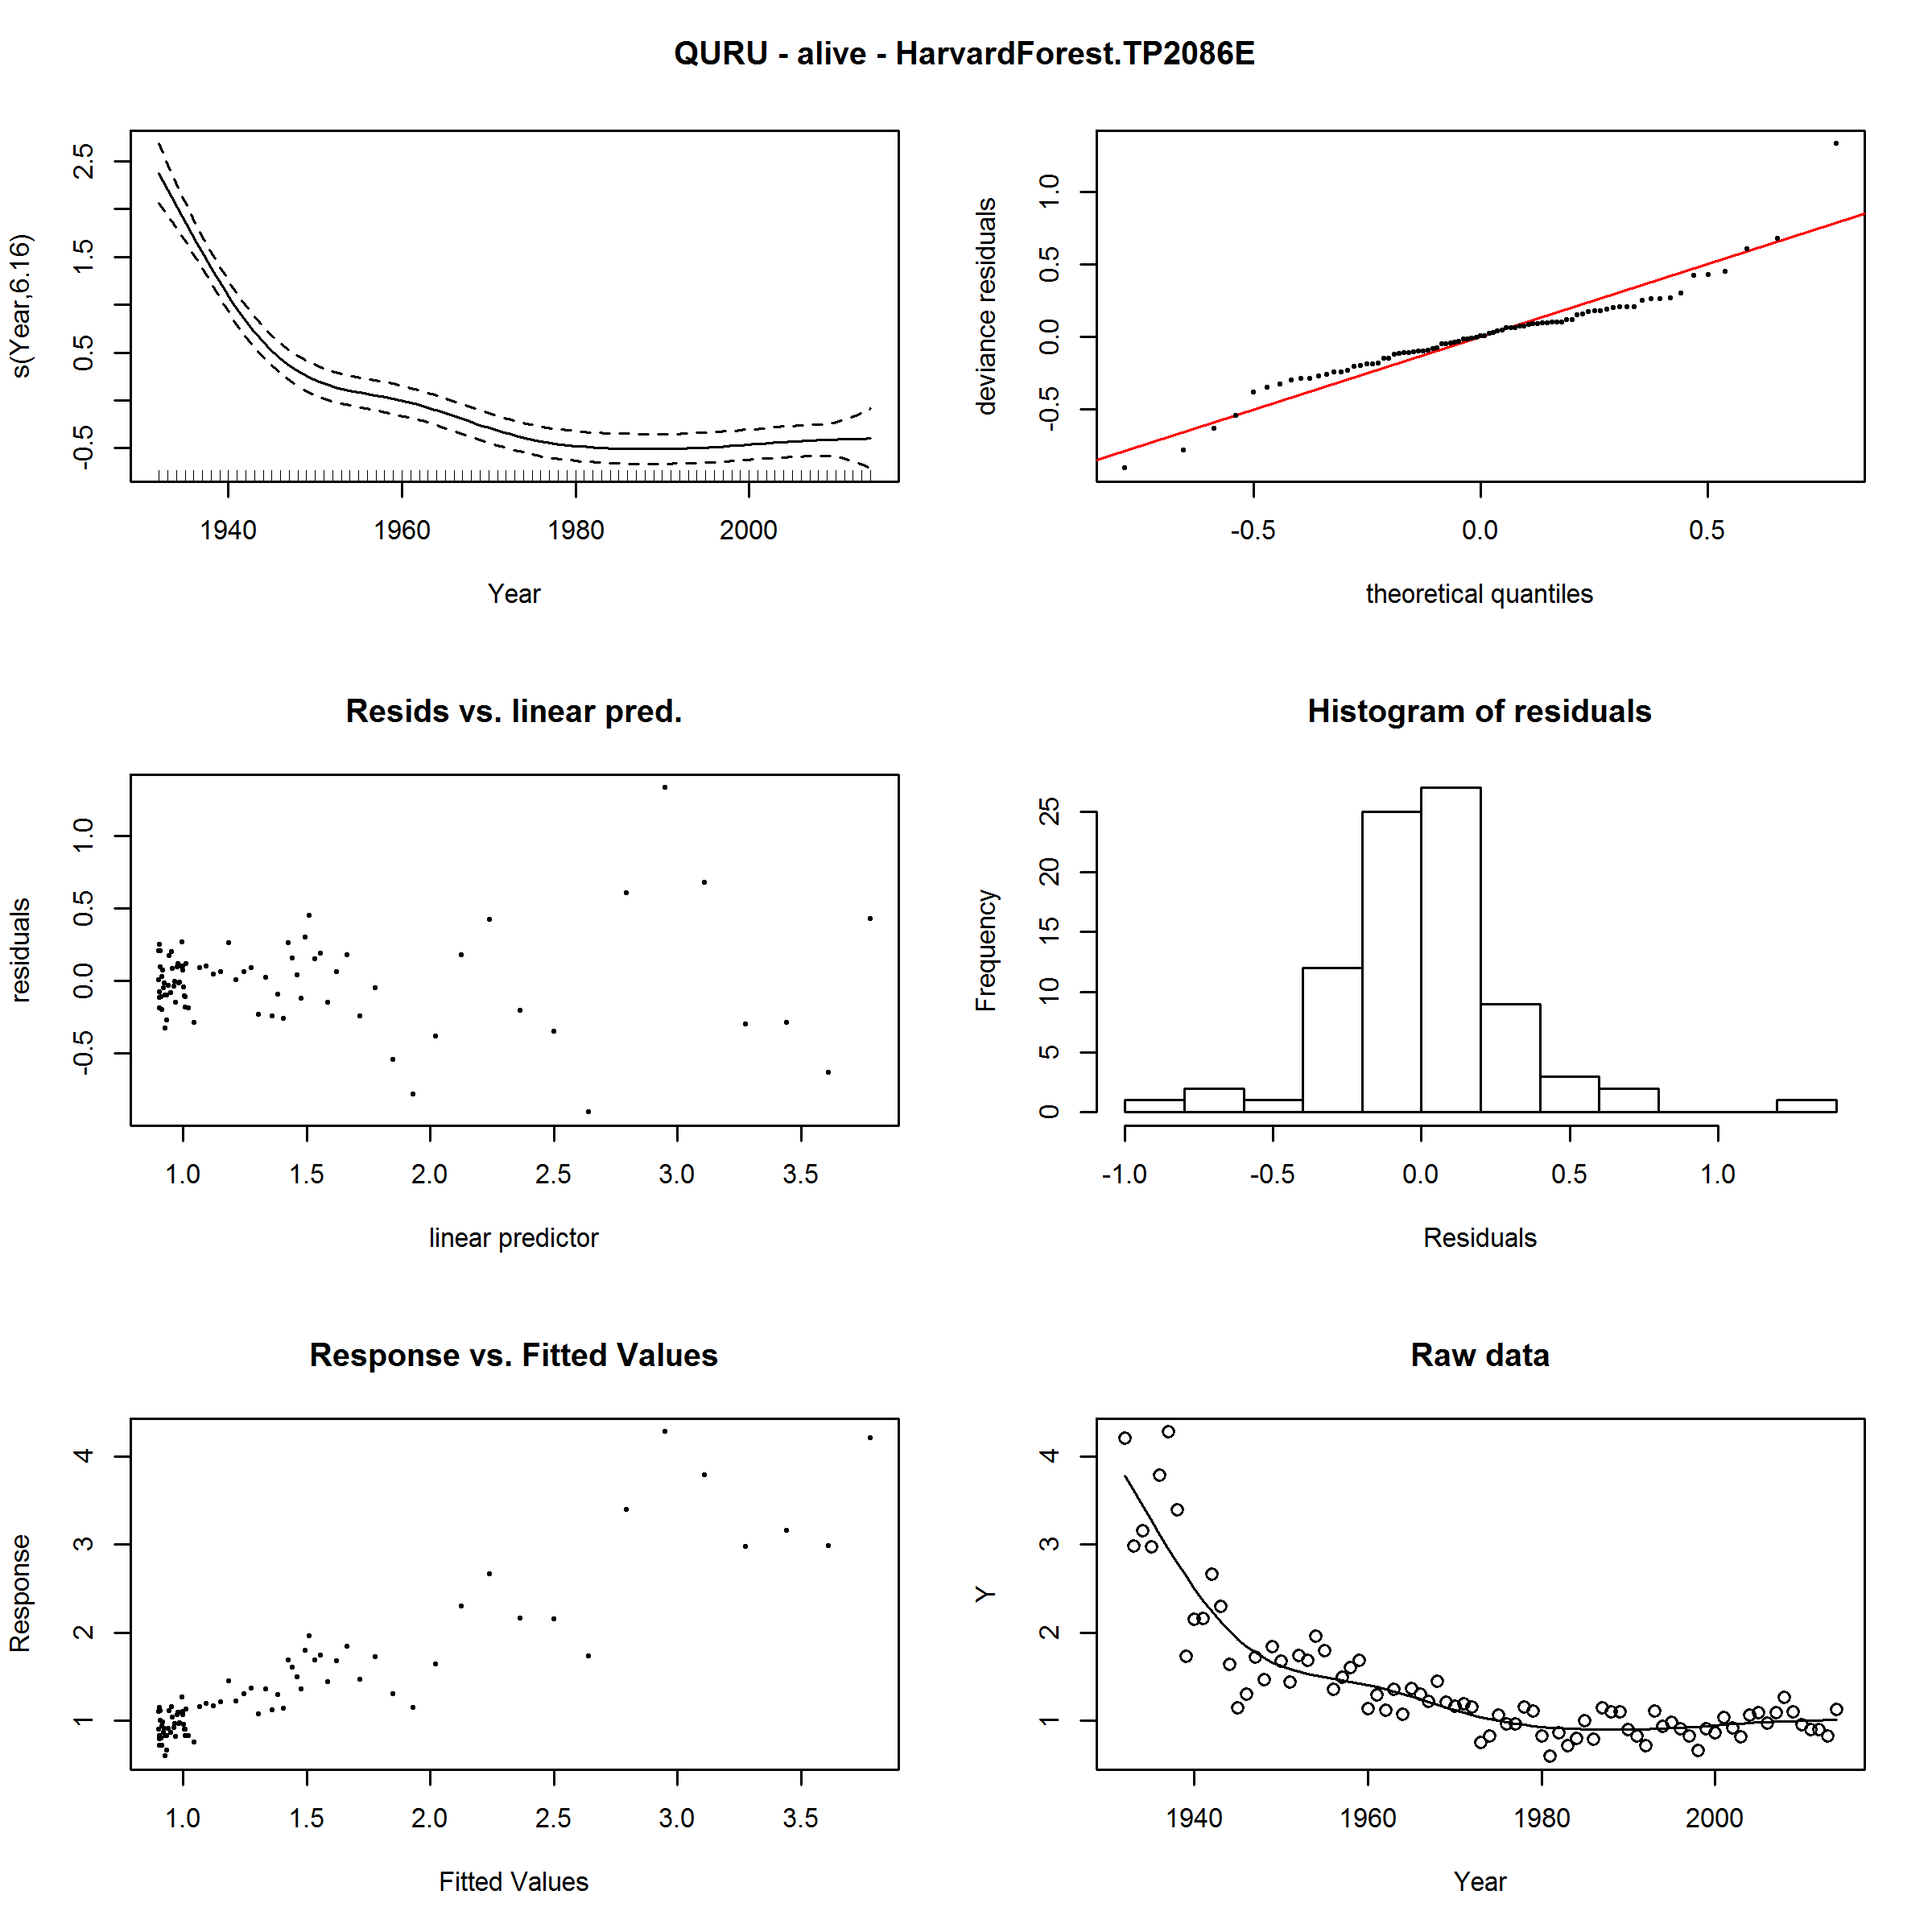 QURU - alive - HarvardForest.TP2086E
s(Year,6.16)
-0.5 0.5 1.5 2.5
1940 1960 1980 2000
Year
deviance residuals
-0.5 0.0 0.5 1.0
-0.5 0.0 0.5
theoretical quantiles
Resids vs. linear pred.
residuals
-0.5 0.0 0.5 1.0
1.0 1.5 2.0 2.5 3.0 3.5
linear predictor
Histogram of residuals
Frequency
0 5 10 15 20 25
-1.0 -0.5 0.0 0.5 1.0
Residuals
Response vs. Fitted Values
Response
1 2 3 4
1.0 1.5 2.0 2.5 3.0 3.5
Fitted Values
Raw data
Y
1 2 3 4
1940 1960 1980 2000
Year